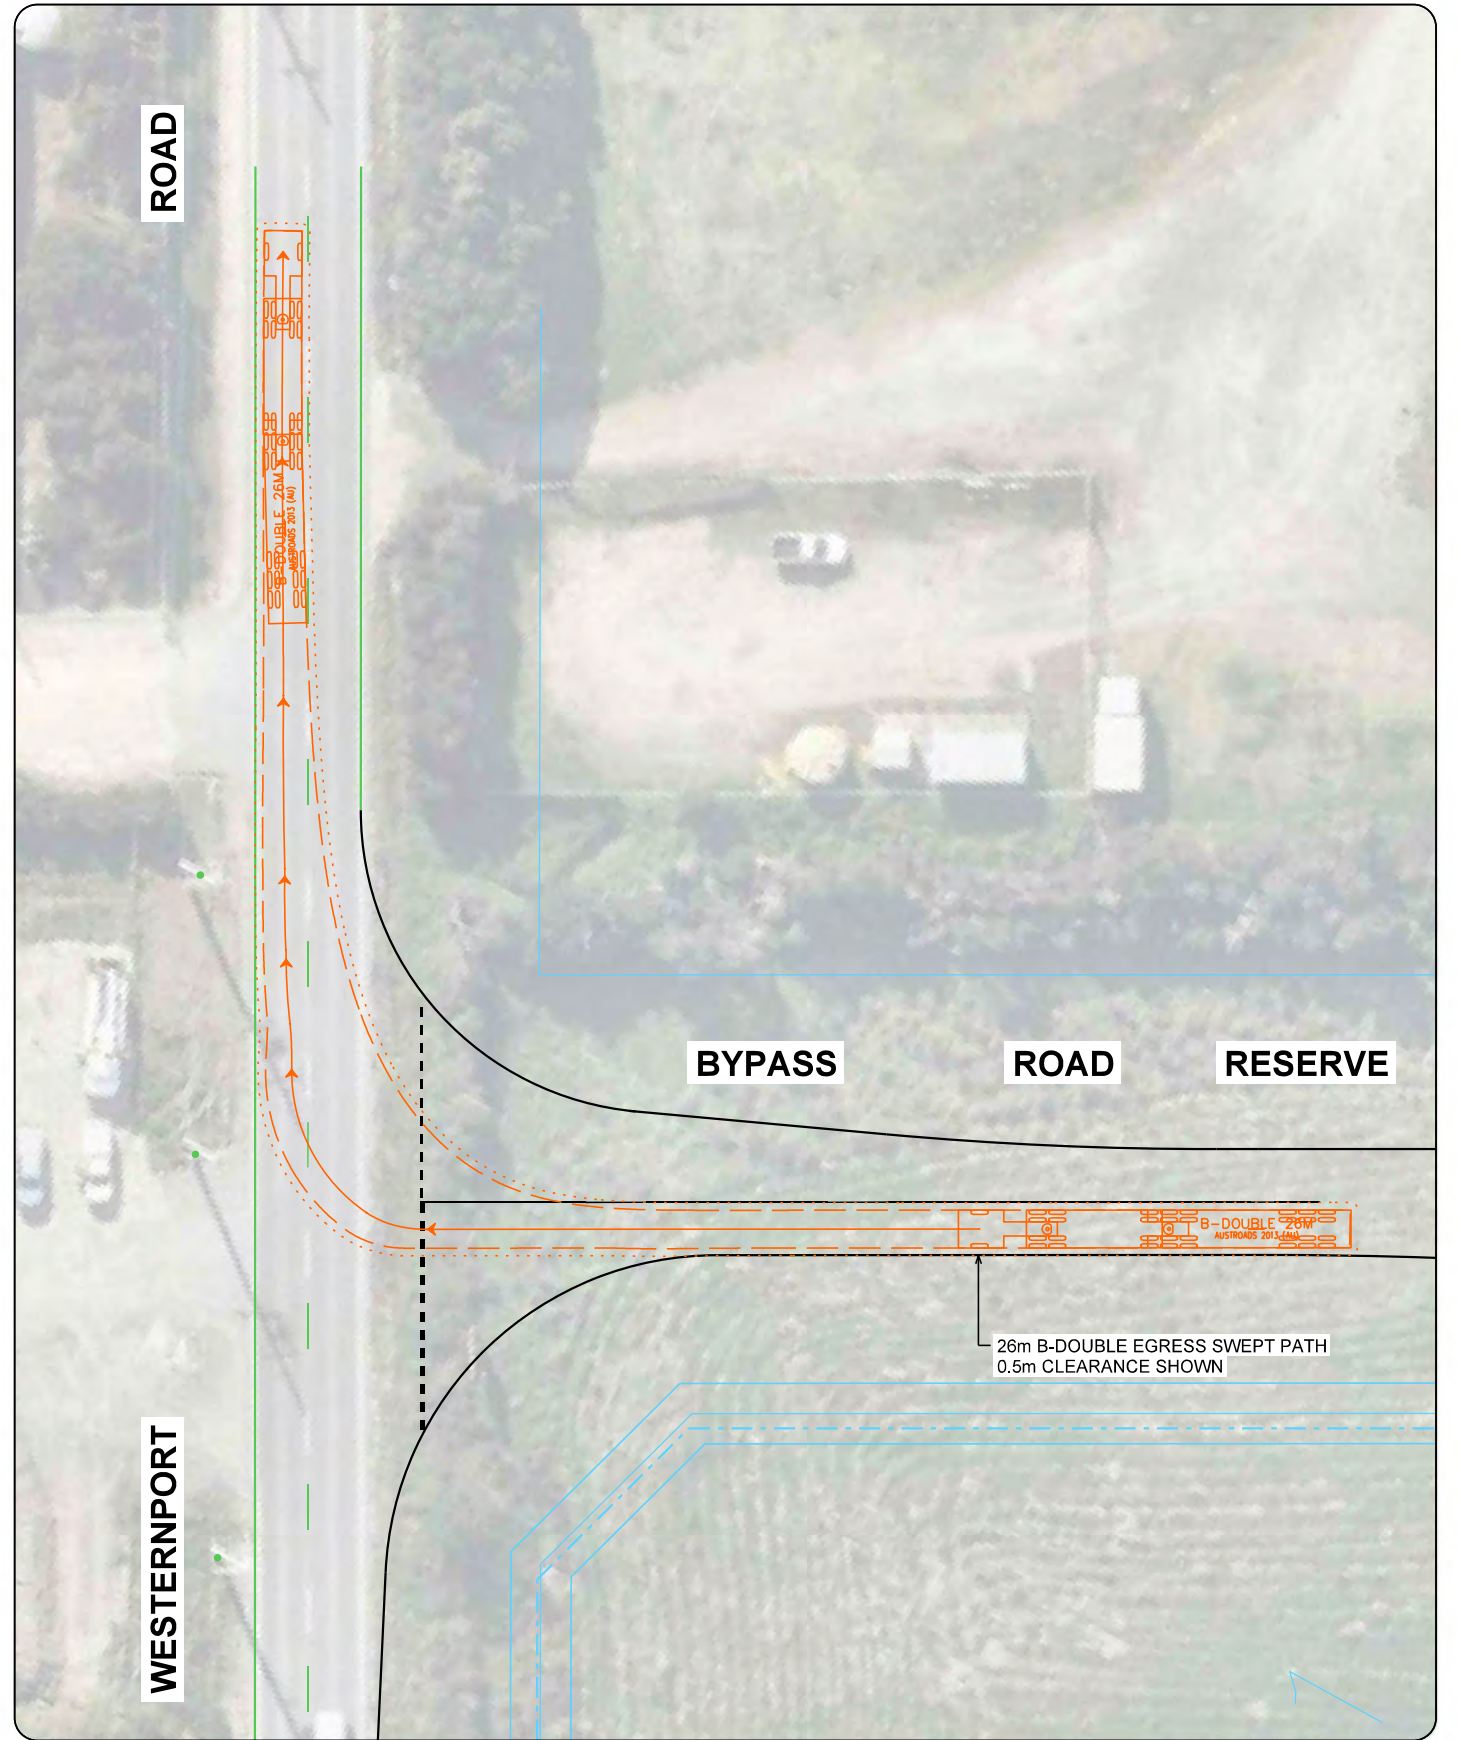 ROAD
B-DOUBLE 26M
AUSTROADS 2013 (AU)
BYPASS ROAD RESERVE
B-DOUBLE 26M
AUSTROADS 2013 (AU)
26m B-DOUBLE EGRESS SWEPT PATH
0.5m CLEARANCE SHOWN
WESTERNPORT